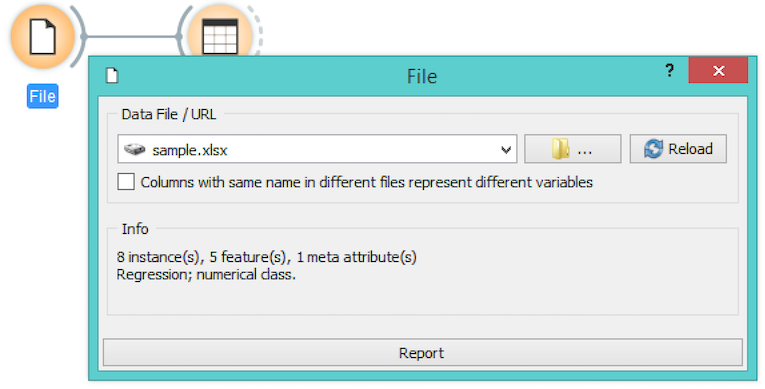 File
File
? x
Data File / URL
sample.xlsx
...
Reload
Columns with same name in different files represent different variables
Info
8 instance(s), 5 feature(s), 1 meta attribute(s)
Regression; numerical class.
Report